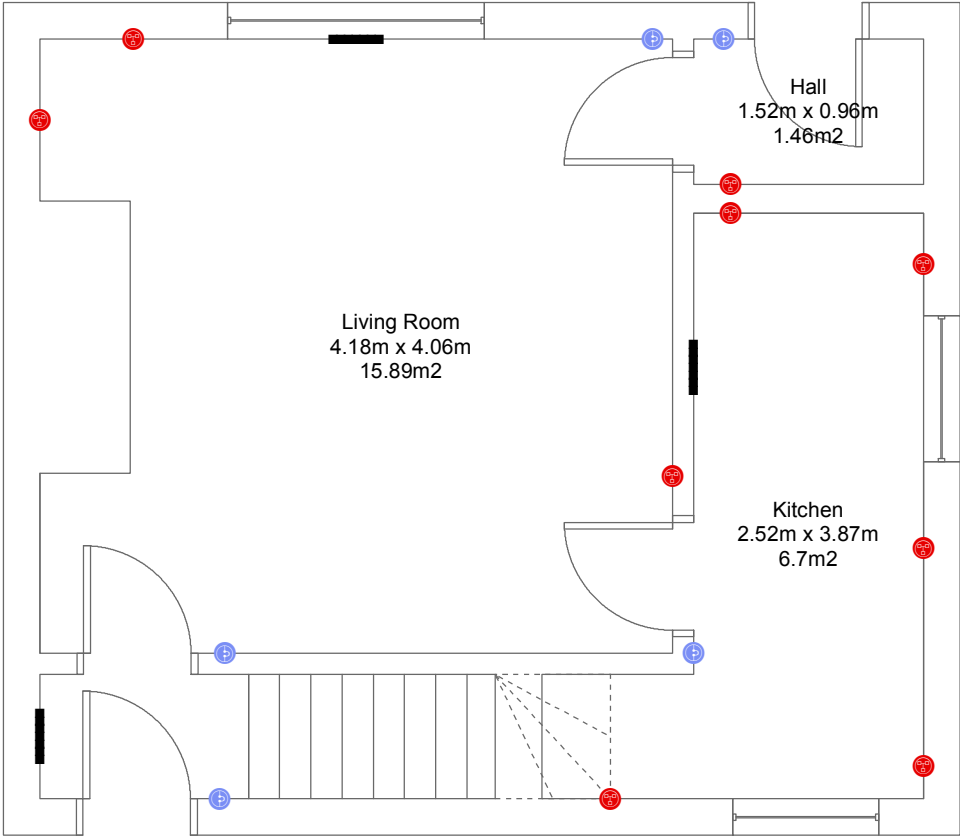 Hall
1.52m x 0.96m
1.46m2
Living Room
4.18m x 4.06m
15.89m2
Kitchen
2.52m x 3.87m
6.7m2